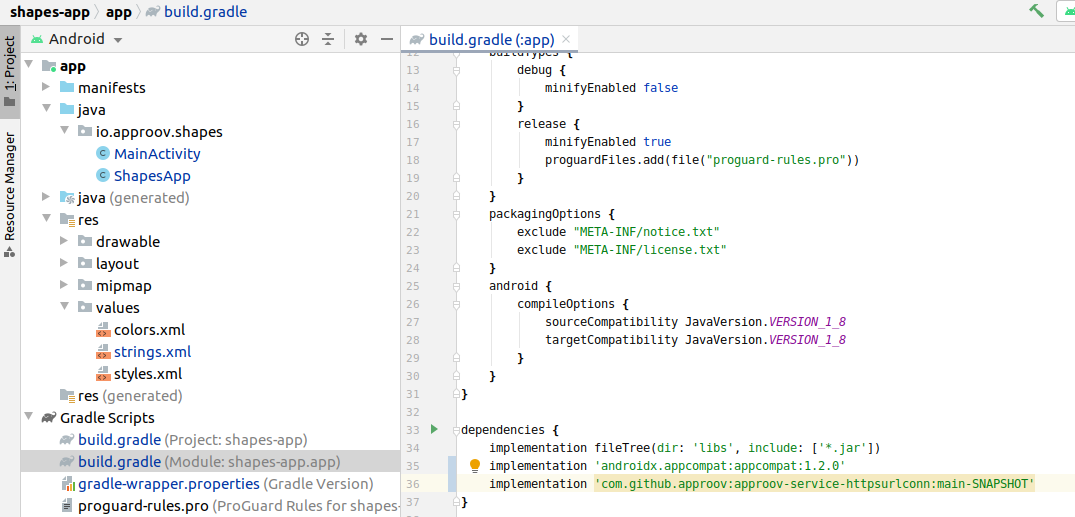 shapes-app 〉 app 〉 build.gradle
1: Project
Resource Manager
Android
app
manifests
java
io.approov.shapes
MainActivity
ShapesApp
java (generated)
res
drawable
layout
mipmap
values
colors.xml
strings.xml
styles.xml
res (generated)
Gradle Scripts
build.gradle (Project: shapes-app)
build.gradle (Module: shapes-app.app)
gradle-wrapper.properties (Gradle Version)
proguard-rules.pro (ProGuard Rules for shapes-
build.gradle (:app)
12 buildTypes {
13 debug {
14 minifyEnabled false
15 }
16 release {
17 minifyEnabled true
18 proguardFiles.add(file("proguard-rules.pro"))
19 }
20 }
21 packagingOptions {
22 exclude "META-INF/notice.txt"
23 exclude "META-INF/license.txt"
24 }
25 android {
26 compileOptions {
27 sourceCompatibility JavaVersion.VERSION_1_8
28 targetCompatibility JavaVersion.VERSION_1_8
29 }
30 }
31 }
32
33 dependencies {
34 implementation fileTree(dir: 'libs', include: ['*.jar'])
35 implementation 'androidx.appcompat:appcompat:1.2.0'
36 implementation 'com.github.approov:approov-service-httpsurlconn:main-SNAPSHOT'
37 }